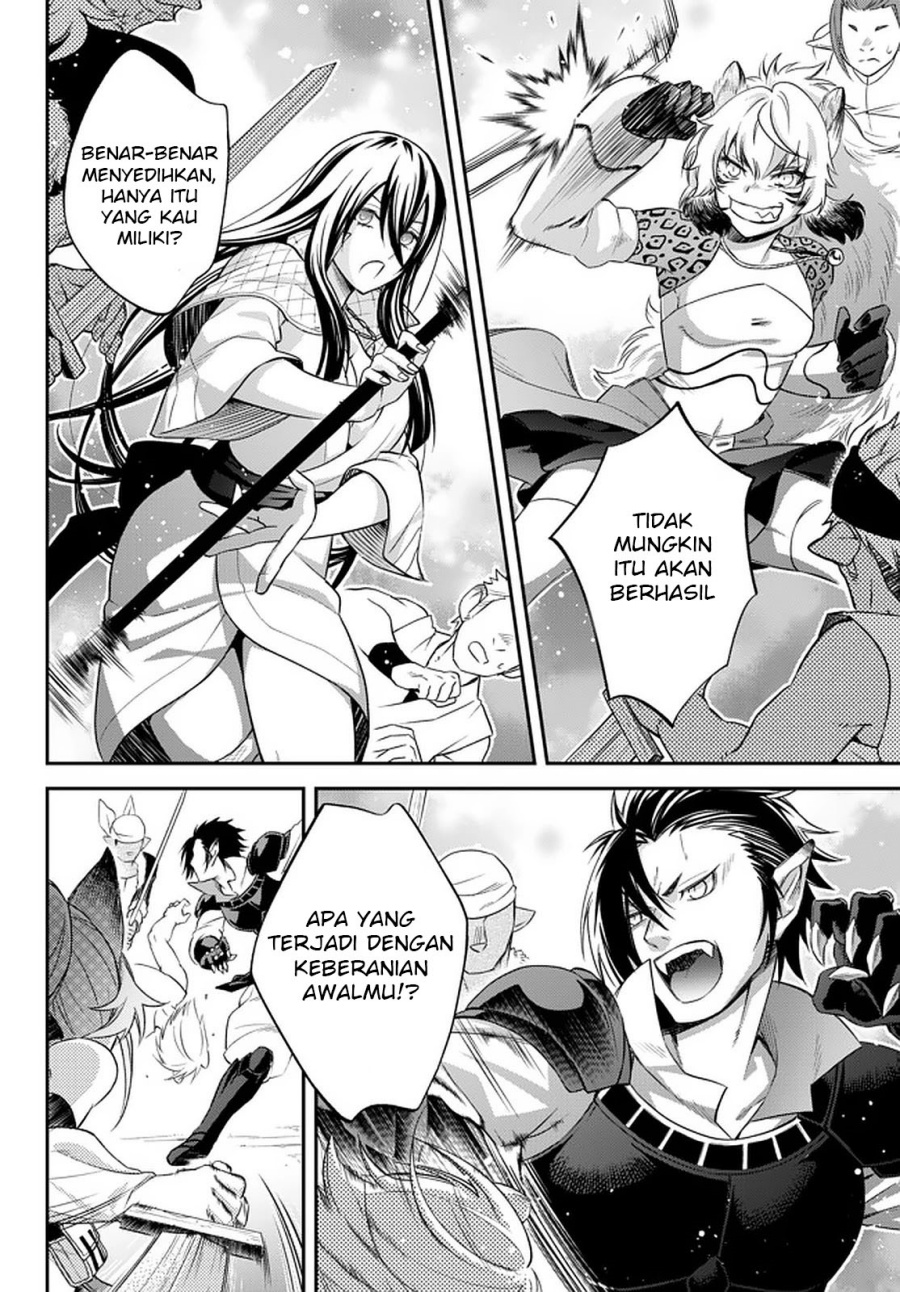 TIDAK
MUNGKIN
ITU AKAN
BERHASIL
BENAR-BENAR
MENYEDIHKAN,
HANYA ITU
YANG KAU
MILIKI?
APA YANG
TERJADI DENGAN
KEBERANIAN
AWALMU!?